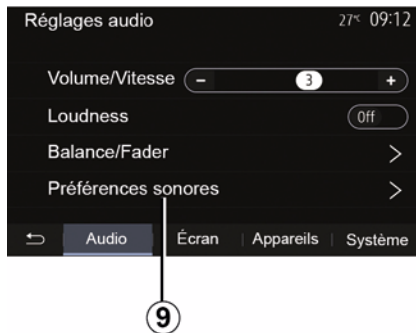 Réglages audio 27°C 09:12
Volume/Vitesse - 3 +
Loudness Off
Balance/Fader >
Préférences sonores >
Audio Écran Appareils Système
9